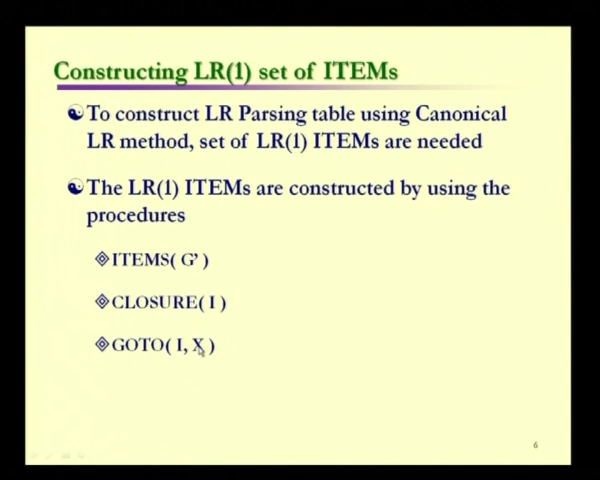 Constructing LR(1) set of ITEMs
To construct LR Parsing table using Canonical
LR method, set of LR(1) ITEMs are needed
The LR(1) ITEMs are constructed by using the
procedures
ITEMS( G' )
CLOSURE( I )
GOTO( I, X )
6